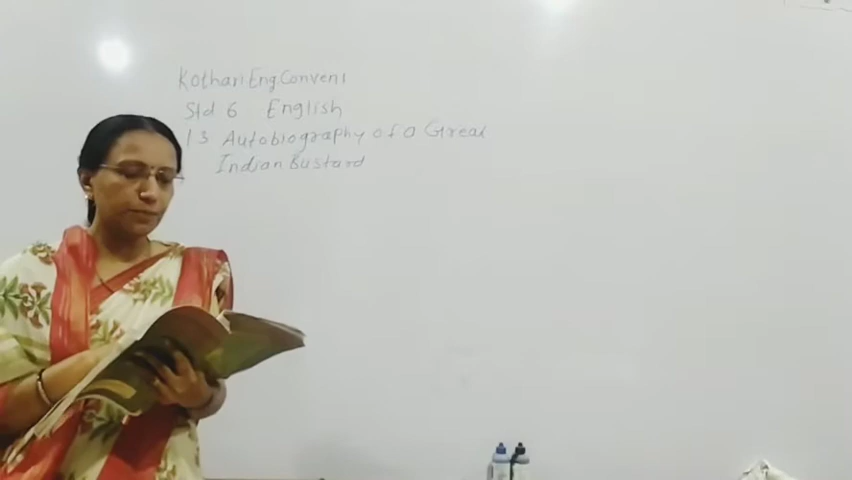 Kothari Eng. Convent
Std 6 English
13 Autobiography of a Great
Indian Bustard